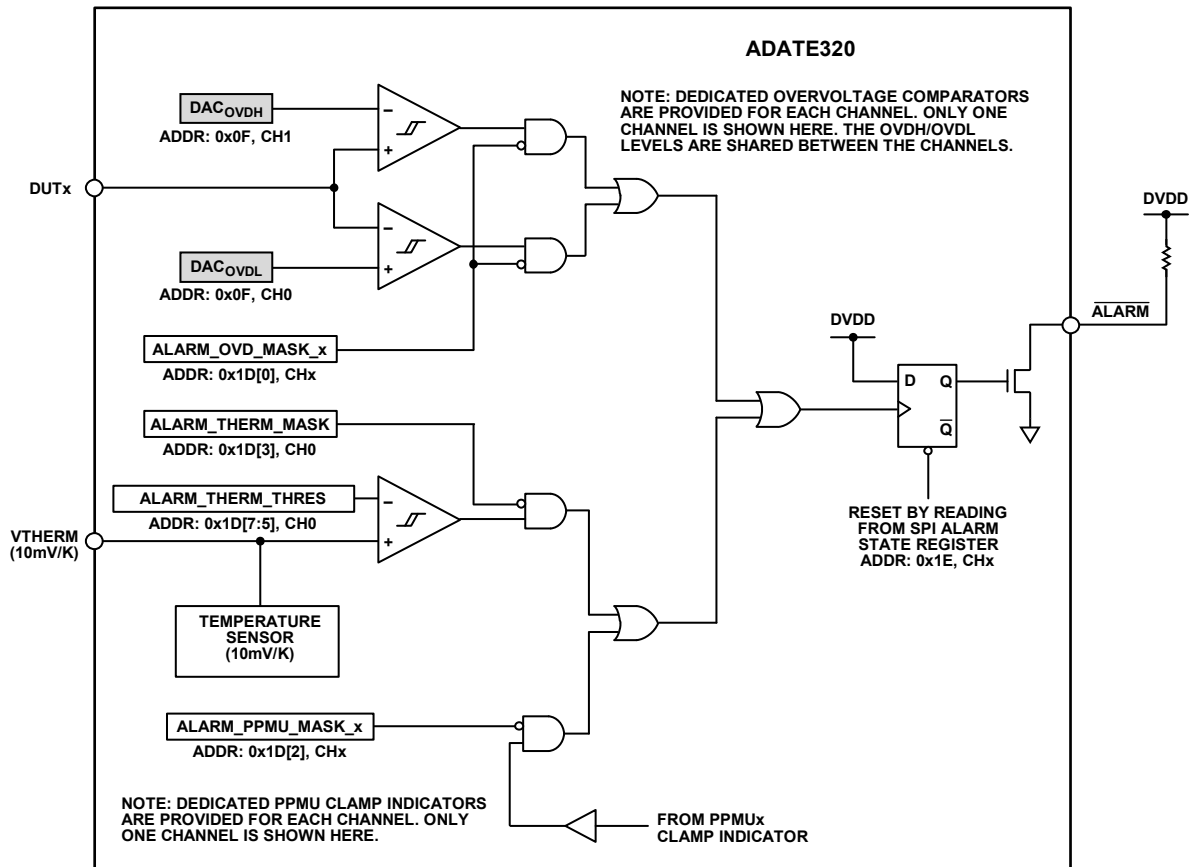 ADATE320
NOTE: DEDICATED OVERVOLTAGE COMPARATORS
ARE PROVIDED FOR EACH CHANNEL. ONLY ONE
CHANNEL IS SHOWN HERE. THE OVDH/OVDL
LEVELS ARE SHARED BETWEEN THE CHANNELS.
DACOVDH
ADDR: 0x0F, CH1
DUTx
DACOVDL
ADDR: 0x0F, CH0
ALARM_OVD_MASK_x
ADDR: 0x1D[0], CHx
ALARM_THERM_MASK
ADDR: 0x1D[3], CH0
ALARM_THERM_THRES
ADDR: 0x1D[7:5], CH0
VTHERM
(10mV/K)
TEMPERATURE
SENSOR
(10mV/K)
ALARM_PPMU_MASK_x
ADDR: 0x1D[2], CHx
NOTE: DEDICATED PPMU CLAMP INDICATORS
ARE PROVIDED FOR EACH CHANNEL. ONLY
ONE CHANNEL IS SHOWN HERE.
FROM PPMUx
CLAMP INDICATOR
DVDD
D Q
Q
RESET BY READING
FROM SPI ALARM
STATE REGISTER
ADDR: 0x1E, CHx
DVDD
ALARM